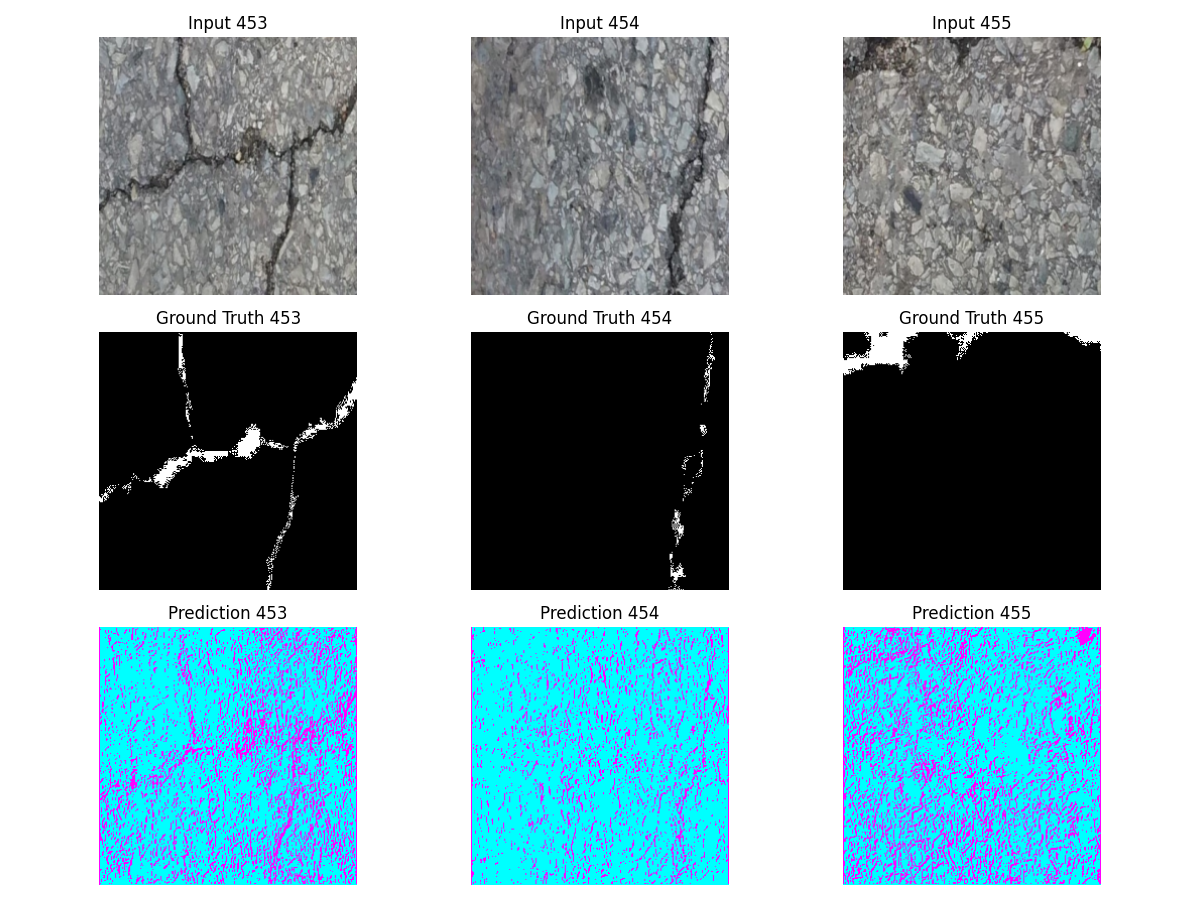 Input 453
Input 454
Input 455
Ground Truth 453
Ground Truth 454
Ground Truth 455
Prediction 453
Prediction 454
Prediction 455